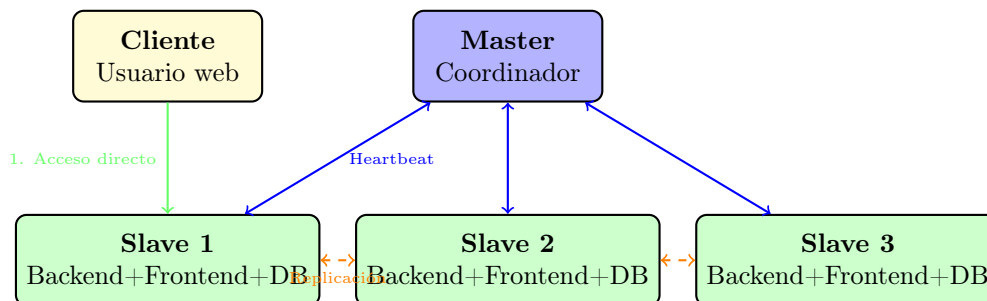 Cliente
Usuario web
Master
Coordinador
1. Acceso directo
Heartbeat
Slave 1
Backend+Frontend+DB
Replicación
Slave 2
Backend+Frontend+DB
Slave 3
Backend+Frontend+DB